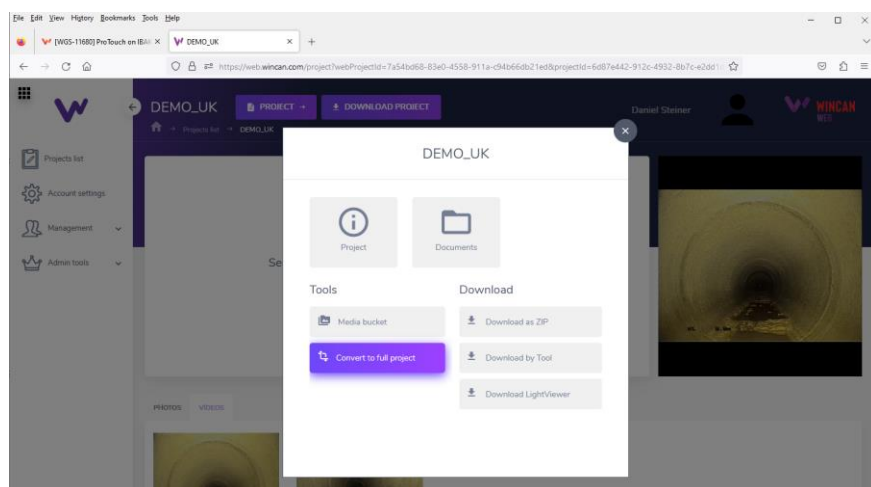 File Edit View History Bookmarks Tools Help
[WGS-11680] ProTouch on IBA
DEMO_UK
https://web.wincan.com/project?webProjectId=7a54bd68-83e0-4558-911a-c94b66db21ed&projectId=6d87e442-912c-4932-8b7c-e2dd1
DEMO_UK
PROJECT
DOWNLOAD PROJECT
Daniel Steiner
WINCAN
WEB
Projects list
DEMO_UK
DEMO_UK
Projects list
Account settings
Management
Admin tools
Se
Project
Documents
Tools
Download
Media bucket
Download as ZIP
Convert to full project
Download by Tool
Download LightViewer
PHOTOS
VIDEOS